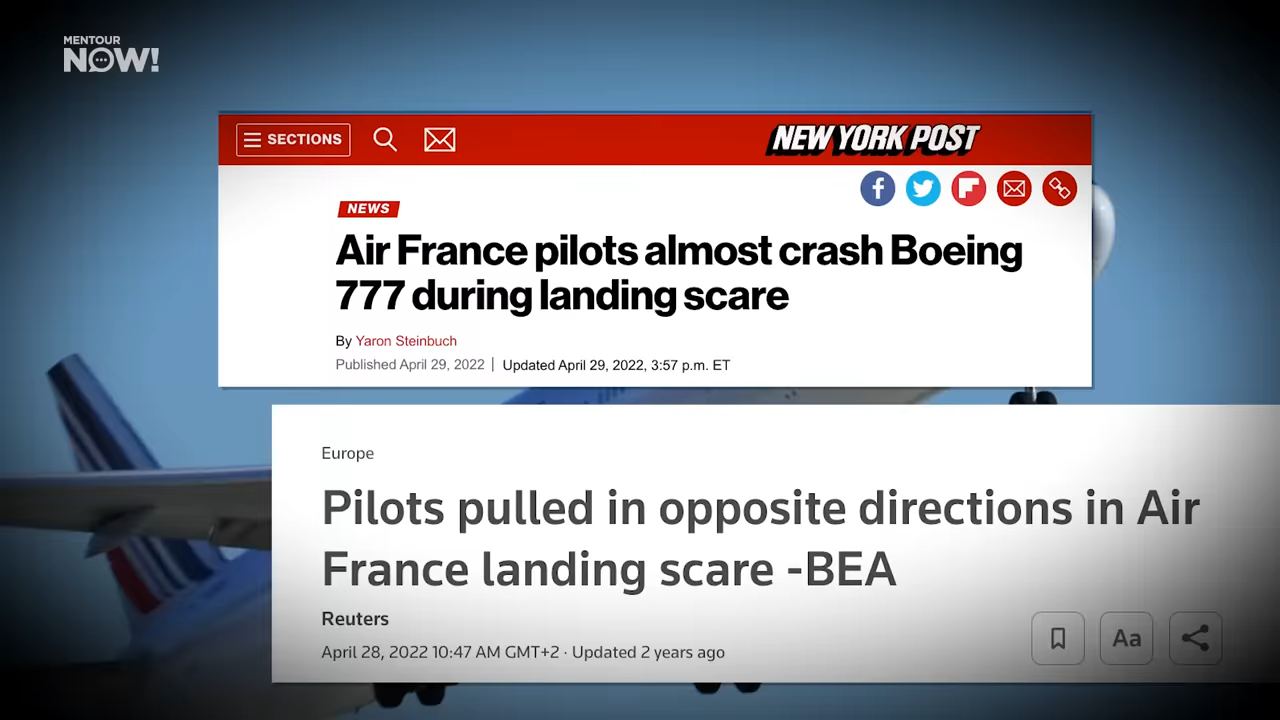 MENTOUR
NOW!
SECTIONS
NEW YORK POST
NEWS
Air France pilots almost crash Boeing
777 during landing scare
By Yaron Steinbuch
Published April 29, 2022 | Updated April 29, 2022, 3:57 p.m. ET
Europe
Pilots pulled in opposite directions in Air
France landing scare -BEA
Reuters
April 28, 2022 10:47 AM GMT+2 · Updated 2 years ago
Aa